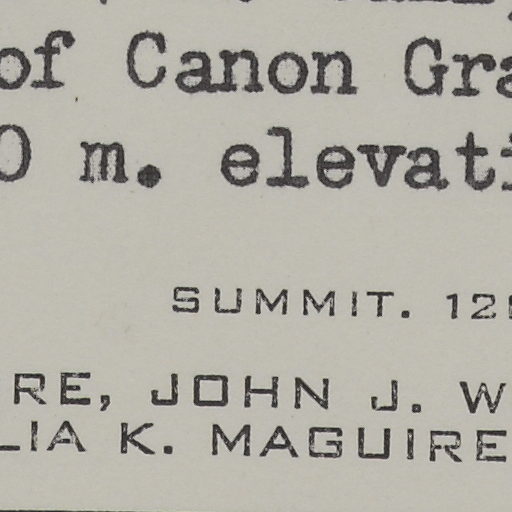 of Canon Gra
0 m. elevati
SUMMIT. 12
RE, JOHN J. W
LIA K. MAGUIRE